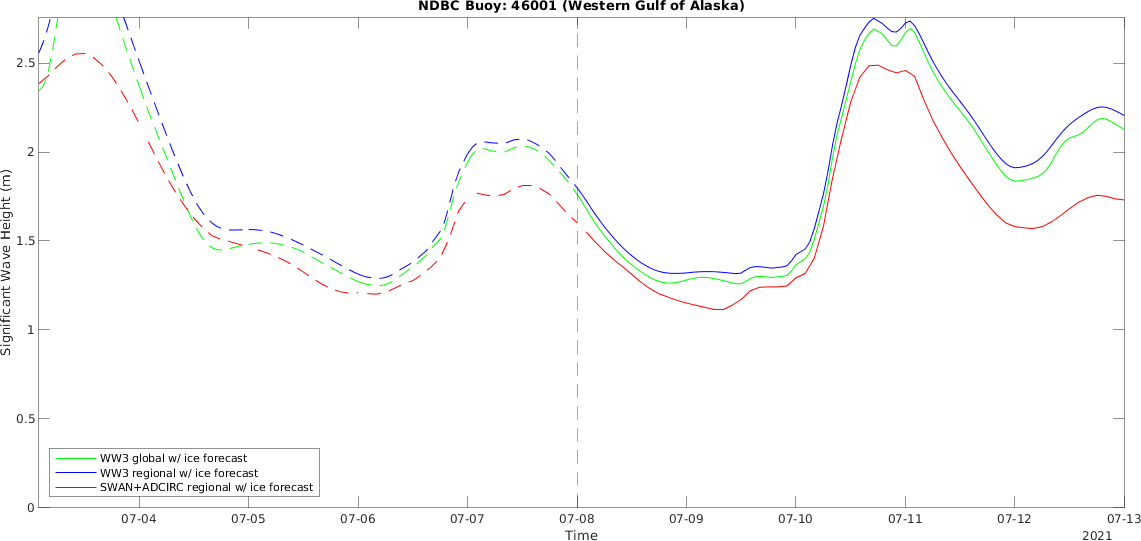 NDBC Buoy: 46001 (Western Gulf of Alaska)
Significant Wave Height (m)
2.5
2
1.5
1
0.5
0
WW3 global w/ ice forecast
WW3 regional w/ ice forecast
SWAN+ADCIRC regional w/ ice forecast
07-04 07-05 07-06 07-07 07-08 07-09 07-10 07-11 07-12 07-13
Time
2021